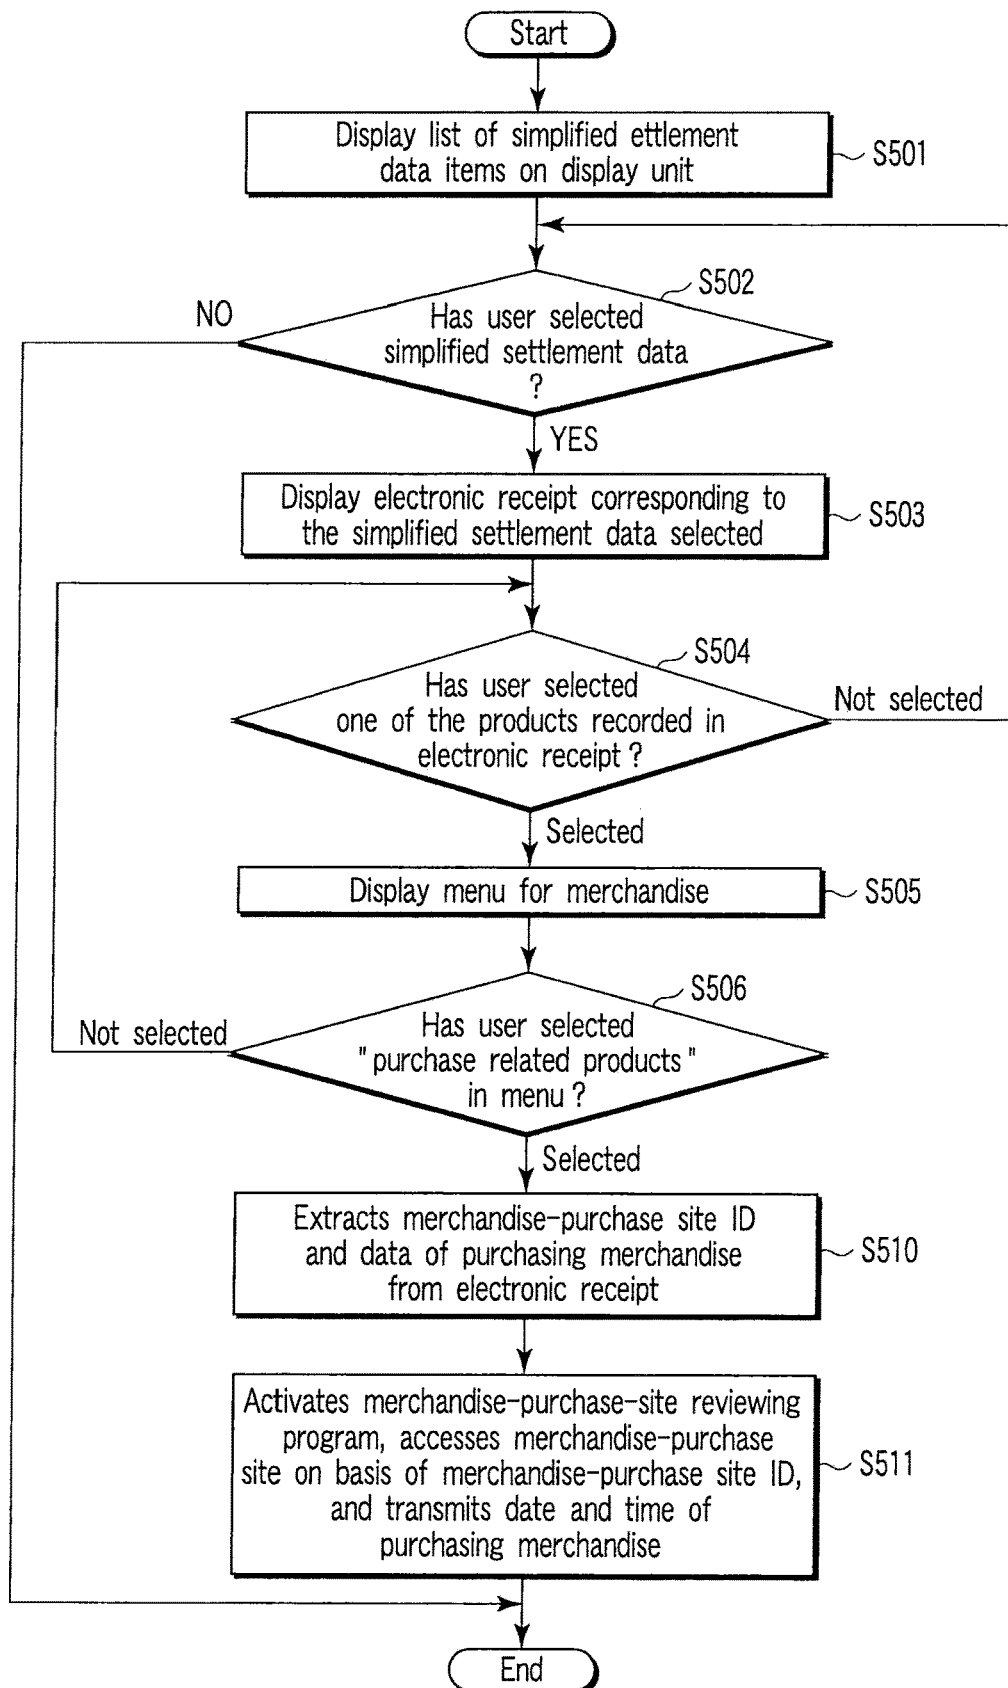 Start
Display list of simplified ettlement
data items on display unit
S501
S502
NO
Has user selected
simplified settlement data
?
YES
Display electronic receipt corresponding to
the simplified settlement data selected
S503
S504
Has user selected
one of the products recorded in
electronic receipt ?
Not selected
Selected
Display menu for merchandise
S505
S506
Not selected
Has user selected
"purchase related products"
in menu ?
Selected
Extracts merchandise-purchase site ID
and data of purchasing merchandise
from electronic receipt
S510
Activates merchandise-purchase-site reviewing
program, accesses merchandise-purchase
site on basis of merchandise-purchase site ID,
and transmits date and time of
purchasing merchandise
S511
End